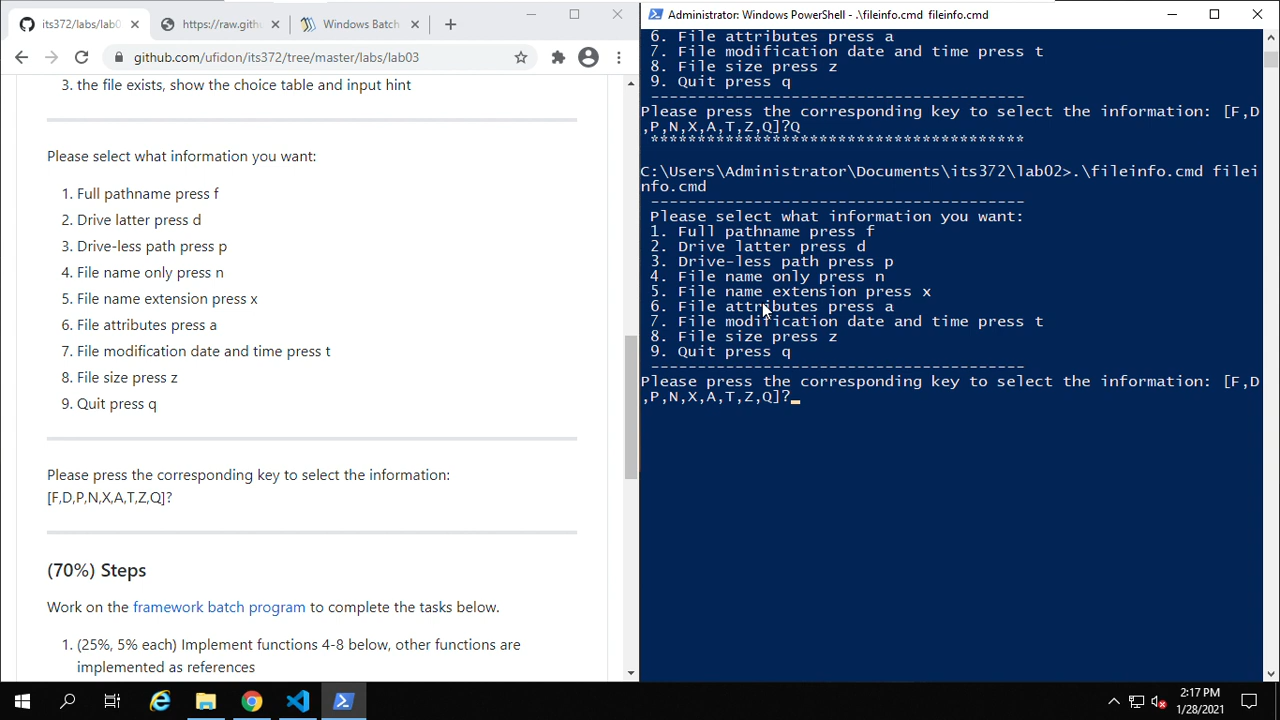 its372/labs/lab0
https://raw.gith
Windows Batch
github.com/ufidon/its372/tree/master/labs/lab03
3. the file exists, show the choice table and input hint
Please select what information you want:
1. Full pathname press f
2. Drive latter press d
3. Drive-less path press p
4. File name only press n
5. File name extension press x
6. File attributes press a
7. File modification date and time press t
8. File size press z
9. Quit press q
Please press the corresponding key to select the information:
[F,D,P,N,X,A,T,Z,Q]?
(70%) Steps
Work on the framework batch program to complete the tasks below.
1. (25%, 5% each) Implement functions 4-8 below, other functions are
implemented as references
Administrator: Windows PowerShell - .\fileinfo.cmd fileinfo.cmd
6. File attributes press a
7. File modification date and time press t
8. File size press z
9. Quit press q
----------------------------------------
Please press the corresponding key to select the information: [F,D
,P,N,X,A,T,Z,Q]?Q
****************************************
C:\Users\Administrator\Documents\its372\lab02>.\fileinfo.cmd filei
nfo.cmd
----------------------------------------
Please select what information you want:
1. Full pathname press f
2. Drive latter press d
3. Drive-less path press p
4. File name only press n
5. File name extension press x
6. File attributes press a
7. File modification date and time press t
8. File size press z
9. Quit press q
----------------------------------------
Please press the corresponding key to select the information: [F,D
,P,N,X,A,T,Z,Q]?
2:17 PM
1/28/2021